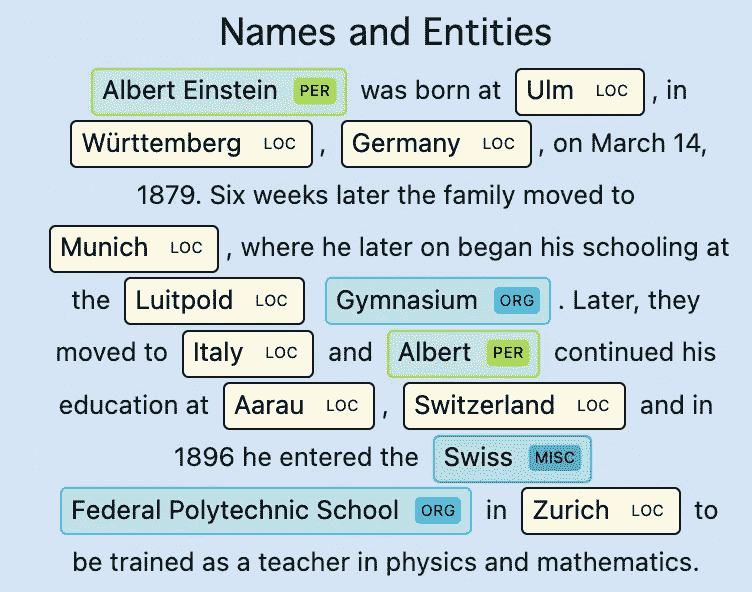 Names and Entities
Albert Einstein PER was born at Ulm LOC , in
Württemberg LOC , Germany LOC , on March 14,
1879. Six weeks later the family moved to
Munich LOC , where he later on began his schooling at
the Luitpold LOC Gymnasium ORG . Later, they
moved to Italy LOC and Albert PER continued his
education at Aarau LOC , Switzerland LOC and in
1896 he entered the Swiss MISC
Federal Polytechnic School ORG in Zurich LOC to
be trained as a teacher in physics and mathematics.